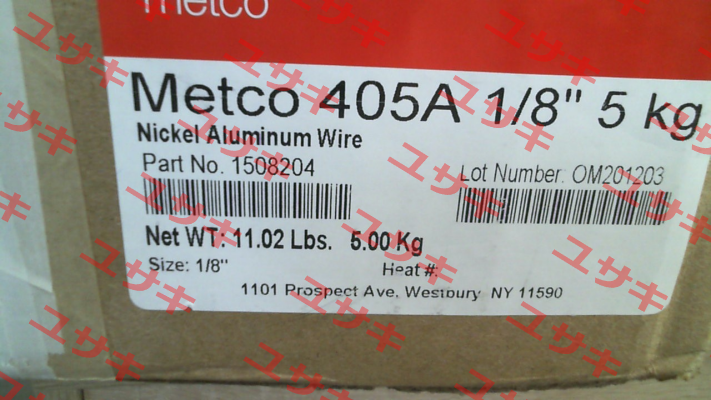 metco
Metco 405A 1/8" 5 kg
Nickel Aluminum Wire
Part No. 1508204
Lot Number: OM201203
Net WT: 11.02 Lbs. 5.00 Kg
Size: 1/8"
Heat #:
1101 Prospect Ave, Westbury NY 11590
ユサキ